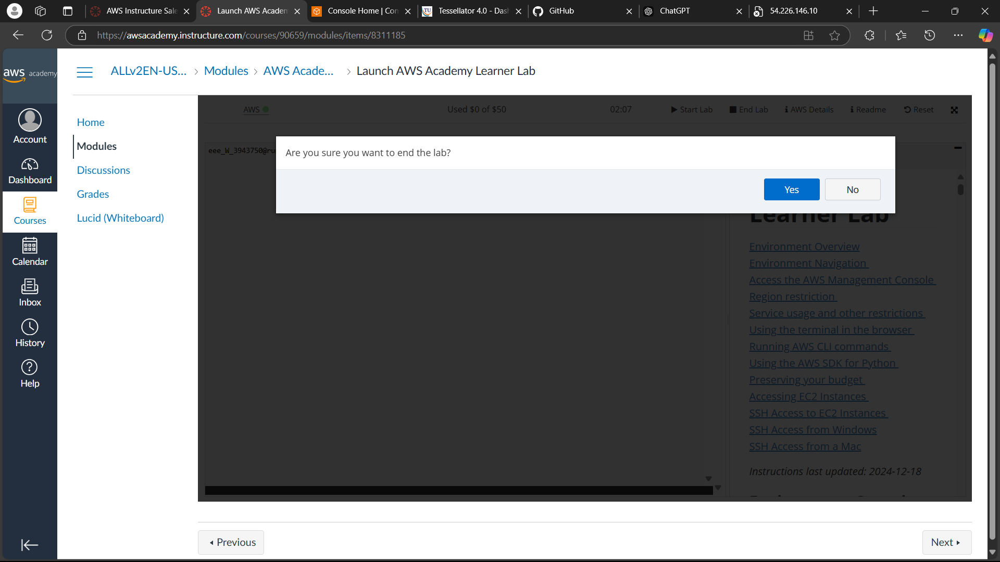 AWS Instructure Sale
Launch AWS Academ
Console Home | Con
Tessellator 4.0 - Dash
GitHub
ChatGPT
54.226.146.10
https://awsacademy.instructure.com/courses/90659/modules/items/8311185
aws academy
ALLv2EN-US...
Modules
AWS Acade...
Launch AWS Academy Learner Lab
Account
Dashboard
Courses
Calendar
Inbox
History
Help
Home
Modules
Discussions
Grades
Lucid (Whiteboard)
AWS
Used $0 of $50
02:07
Start Lab
End Lab
AWS Details
Readme
Reset
eee_W_3943750@ru
Are you sure you want to end the lab?
Yes
No
Learner Lab
Environment Overview
Environment Navigation
Access the AWS Management Console
Region restriction
Service usage and other restrictions
Using the terminal in the browser
Running AWS CLI commands
Using the AWS SDK for Python
Preserving your budget
Accessing EC2 Instances
SSH Access to EC2 Instances
SSH Access from Windows
SSH Access from a Mac
Instructions last updated: 2024-12-18
Previous
Next